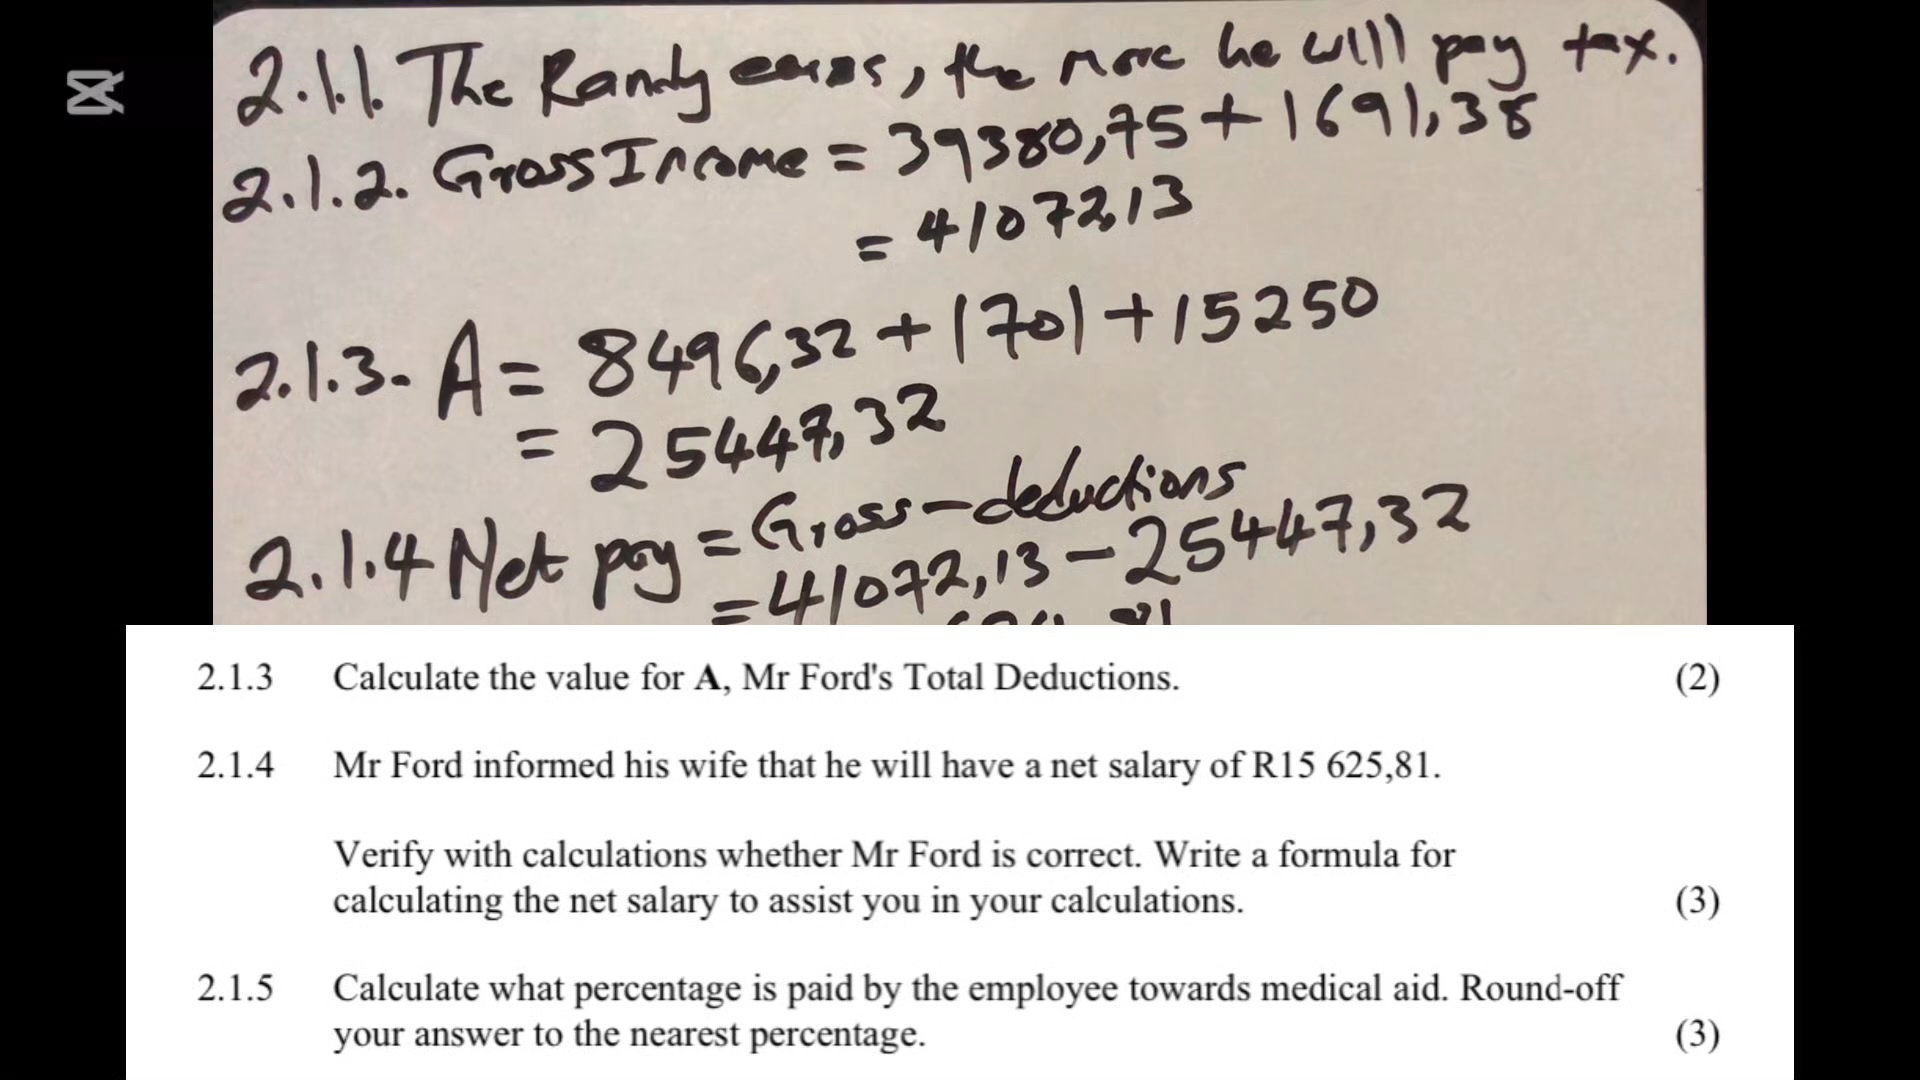 2.1.1. The Randy earns, the more he will pay tax.
2.1.2. Gross Income = 39380,75 + 1691,38
= 41072,13
2.1.3. A = 8496,32 + 1701 + 15250
= 25447,32
2.1.4 Net pay = Gross - deductions
= 41072,13 - 25447,32
2.1.3 Calculate the value for A, Mr Ford's Total Deductions. (2)
2.1.4 Mr Ford informed his wife that he will have a net salary of R15 625,81.
Verify with calculations whether Mr Ford is correct. Write a formula for
calculating the net salary to assist you in your calculations. (3)
2.1.5 Calculate what percentage is paid by the employee towards medical aid. Round-off
your answer to the nearest percentage. (3)